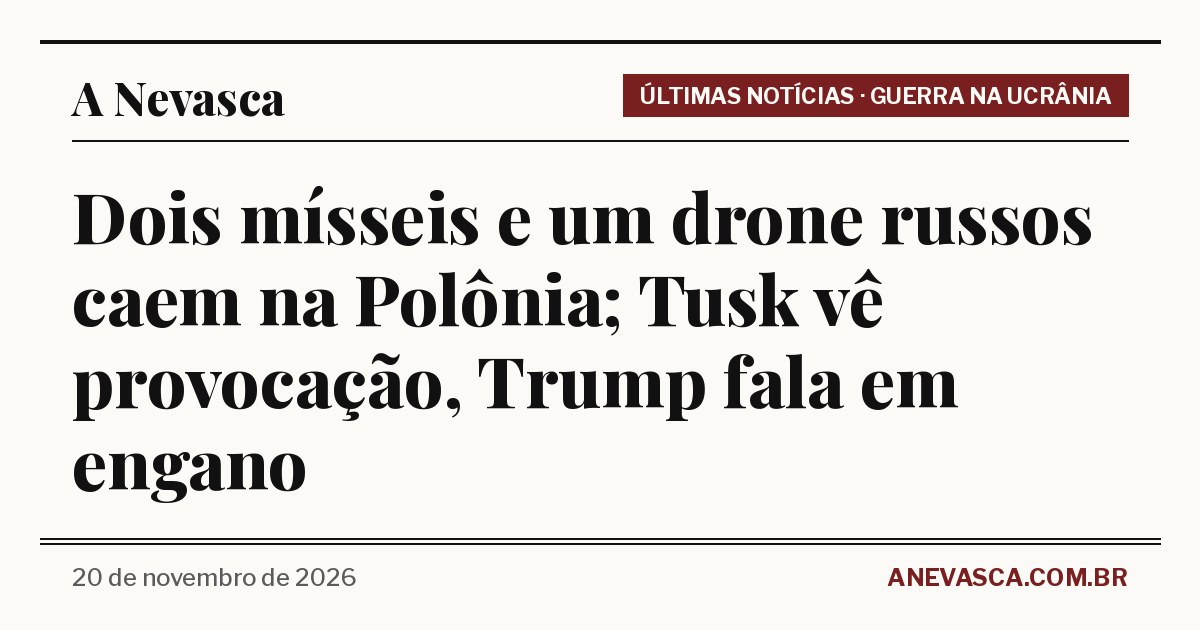 A Nevasca
ÚLTIMAS NOTÍCIAS · GUERRA NA UCRÂNIA
Dois mísseis e um drone russos
caem na Polônia; Tusk vê
provocação, Trump fala em
engano
20 de novembro de 2026
ANEVASCA.COM.BR